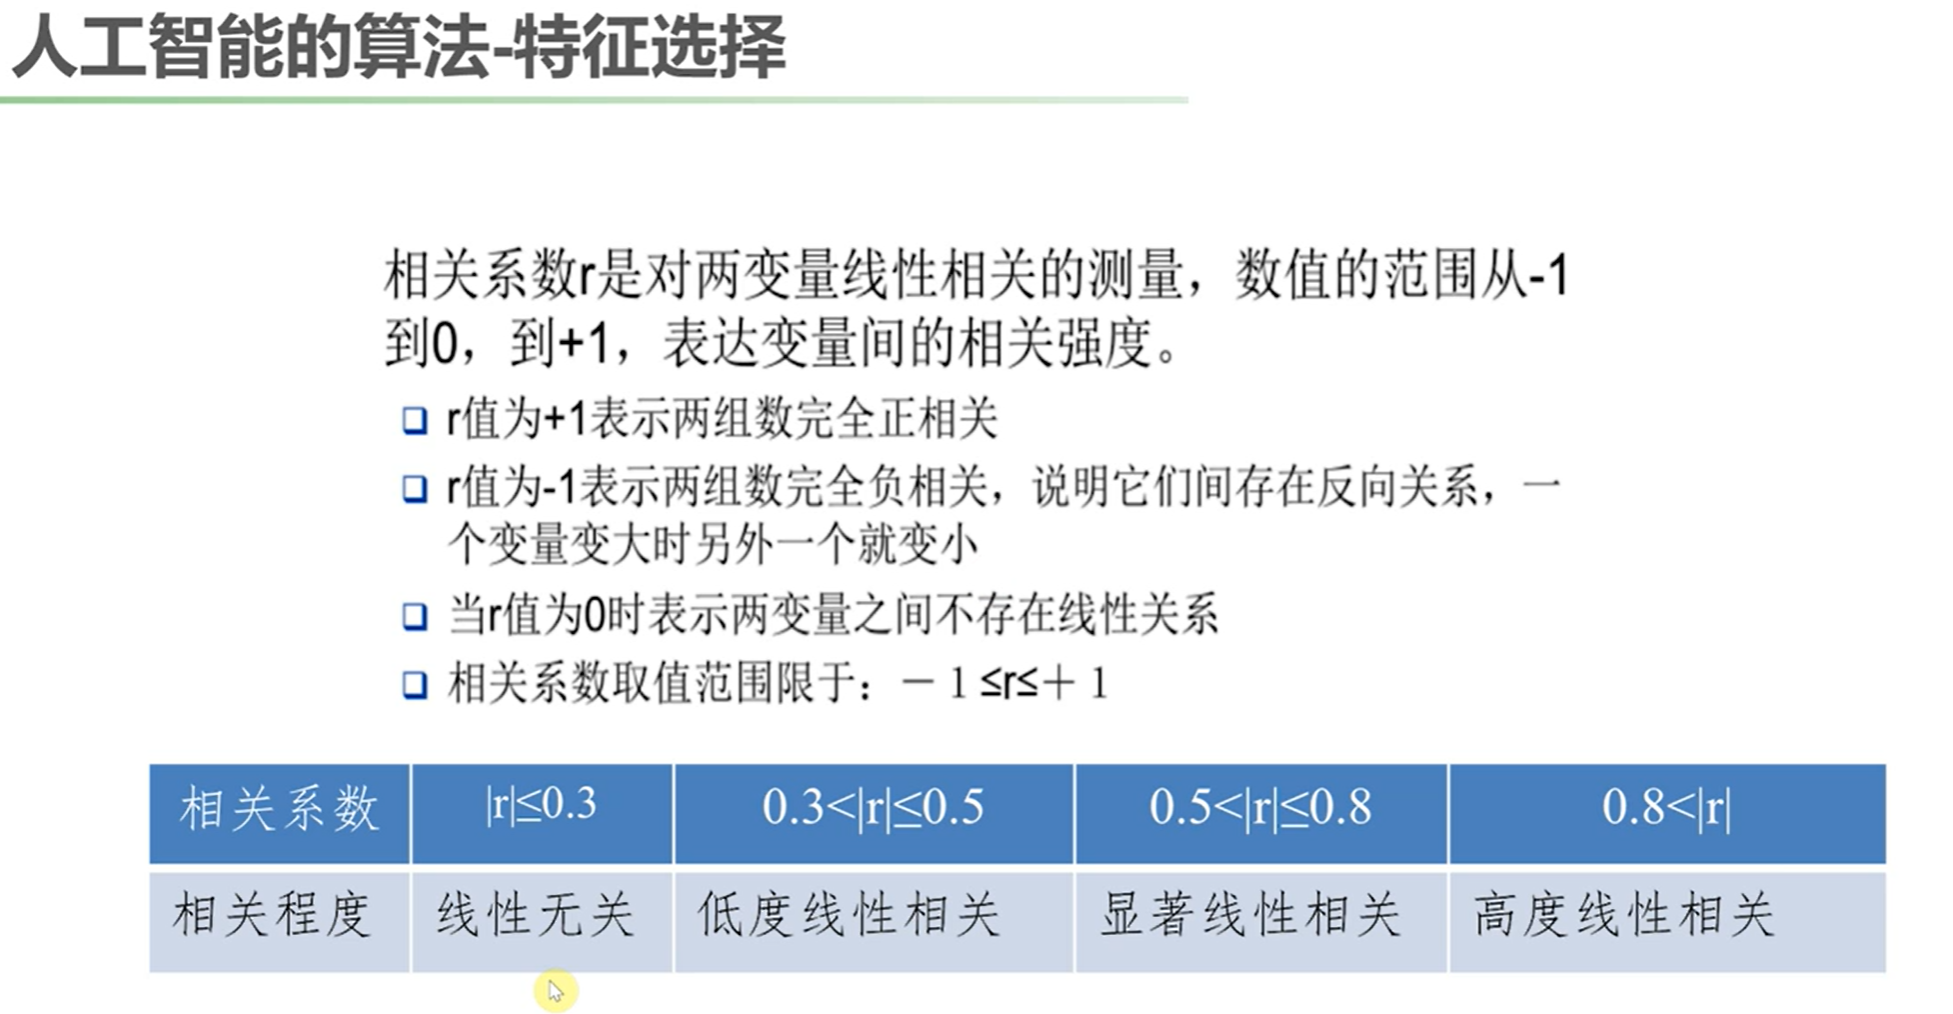 人工智能的算法-特征选择
相关系数r是对两变量线性相关的测量，数值的范围从-1
到0，到+1，表达变量间的相关强度。
r值为+1表示两组数完全正相关
r值为-1表示两组数完全负相关，说明它们间存在反向关系，一
个变量变大时另外一个就变小
当r值为0时表示两变量之间不存在线性关系
相关系数取值范围限于：－１≤r≤＋１
相关系数 |r|≤0.3 0.3<|r|≤0.5 0.5<|r|≤0.8 0.8<|r|
相关程度 线性无关 低度线性相关 显著线性相关 高度线性相关